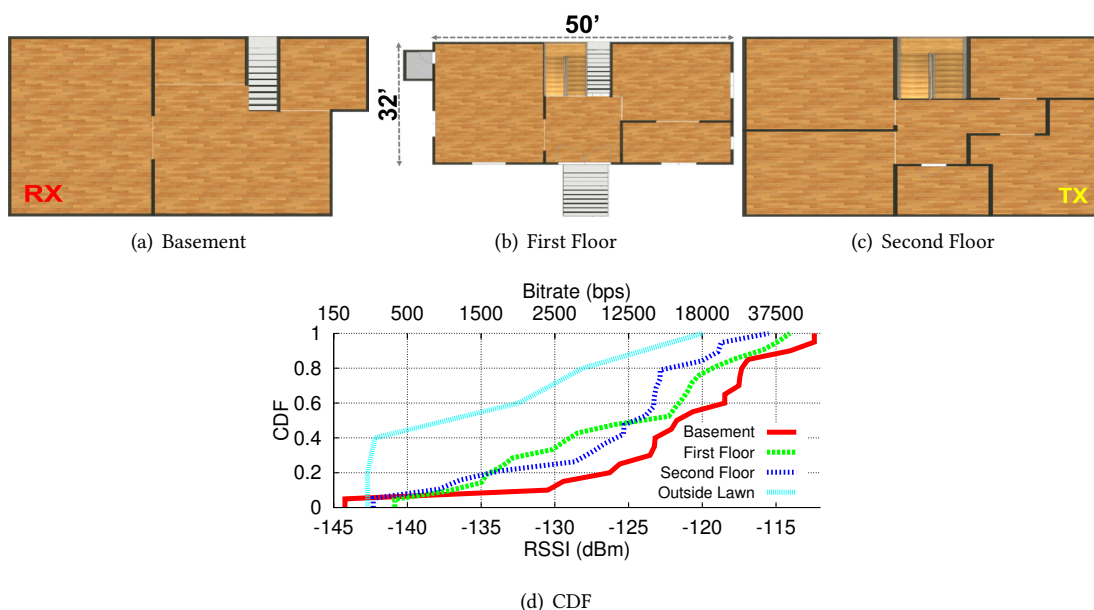 50'
32'
RX
TX
(a) Basement
(b) First Floor
(c) Second Floor
Bitrate (bps)
150 500 1500 2500 12500 18000 37500
1
0.8
0.6
0.4
0.2
0
CDF
Basement
First Floor
Second Floor
Outside Lawn
-145 -140 -135 -130 -125 -120 -115
RSSI (dBm)
(d) CDF